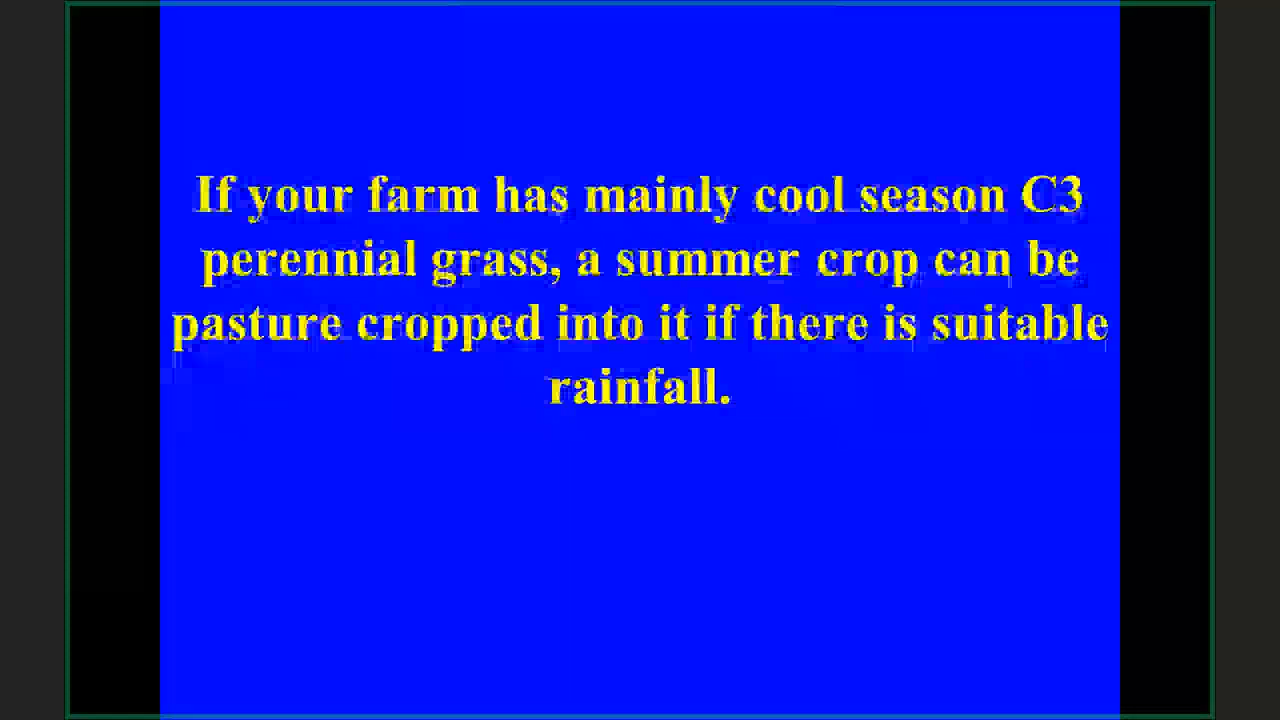 If your farm has mainly cool season C3
perennial grass, a summer crop can be
pasture cropped into it if there is suitable
rainfall.